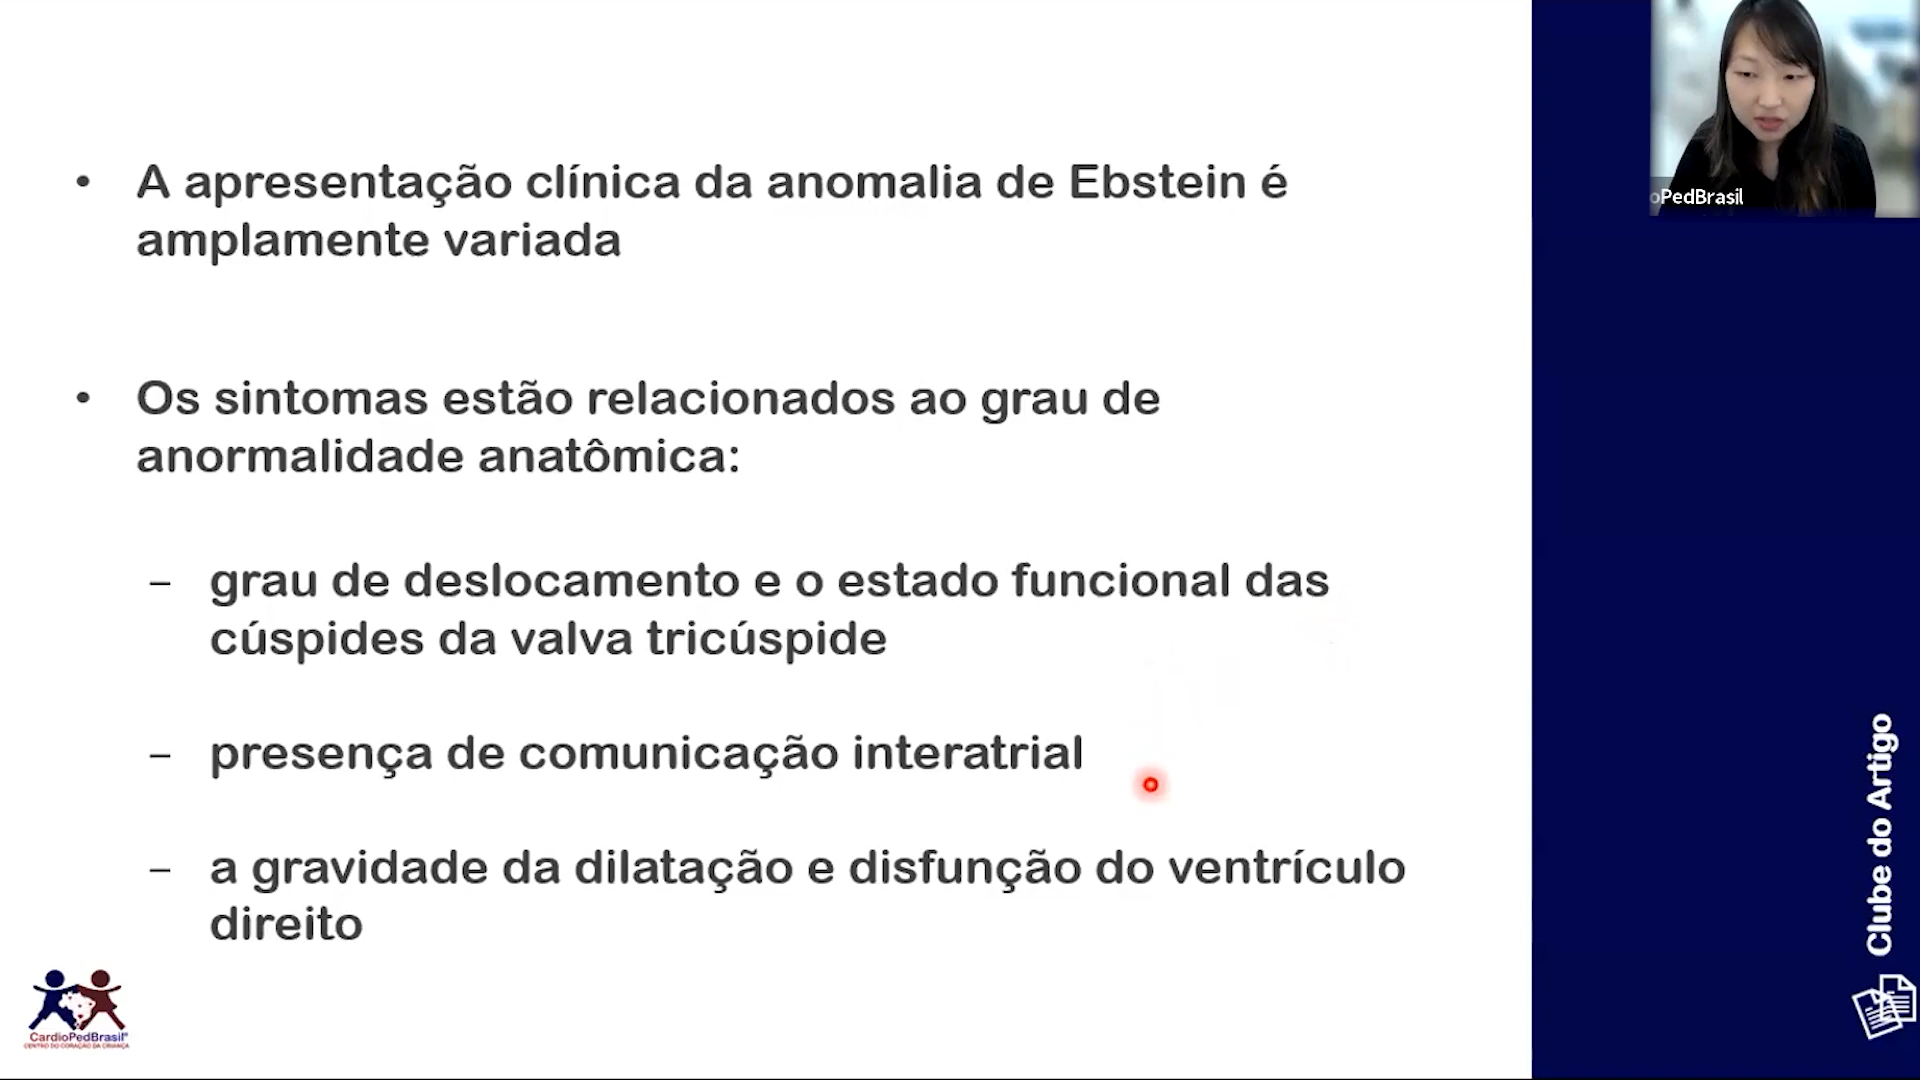 • A apresentação clínica da anomalia de Ebstein é
amplamente variada
• Os sintomas estão relacionados ao grau de
anormalidade anatômica:
– grau de deslocamento e o estado funcional das
cúspides da valva tricúspide
– presença de comunicação interatrial
– a gravidade da dilatação e disfunção do ventrículo
direito
oPedBrasil
Clube do Artigo
CardioPedBrasil®
CENTRO DO CORAÇÃO DA CRIANÇA